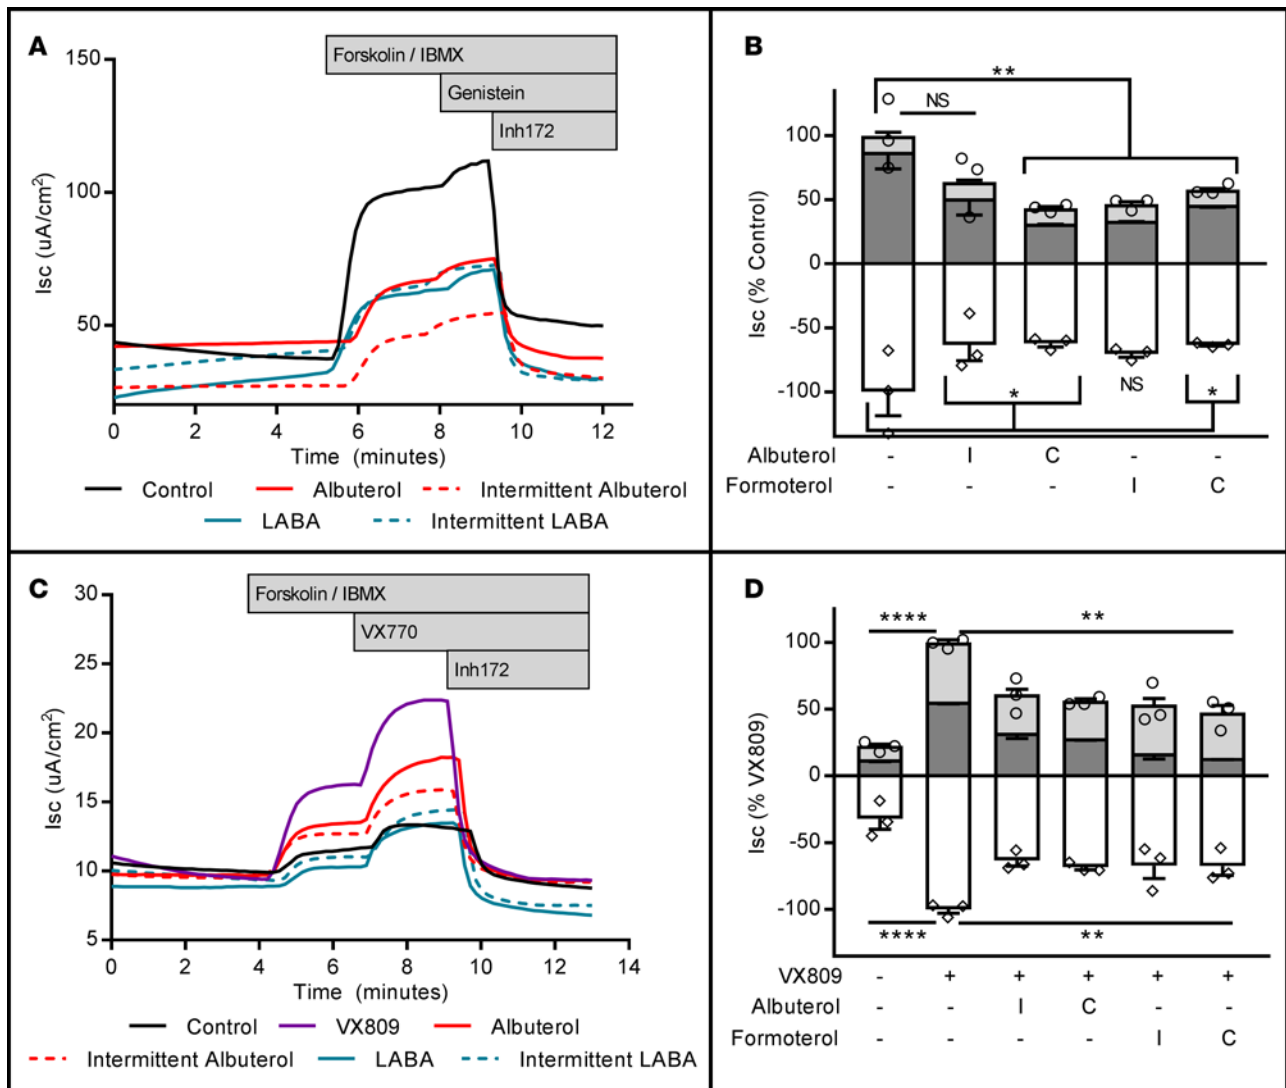 A
Isc (uA/cm2)
150
100
50
Forskolin / IBMX
Genistein
Inh172
0 2 4 6 8 10 12
Time (minutes)
Control Albuterol Intermittent Albuterol
LABA Intermittent LABA
B
Isc (% Control)
100
50
0
-50
-100
**
NS
* NS *
Albuterol - I C - -
Formoterol - - - I C
C
Isc (uA/cm2)
30
25
20
15
10
5
Forskolin / IBMX
VX770
Inh172
0 2 4 6 8 10 12 14
Time (minutes)
Control VX809 Albuterol
Intermittent Albuterol LABA Intermittent LABA
D
Isc (% VX809)
100
50
0
-50
-100
**** **
**** **
VX809 - + + + + +
Albuterol - - I C - -
Formoterol - - - - I C